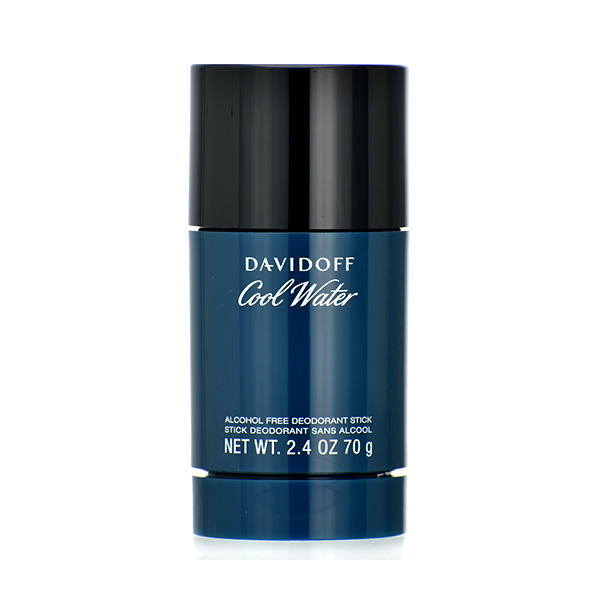 DAVIDOFF
Cool Water
ALCOHOL FREE DEODORANT STICK
STICK DEODORANT SANS ALCOOL
NET WT. 2.4 OZ 70 g